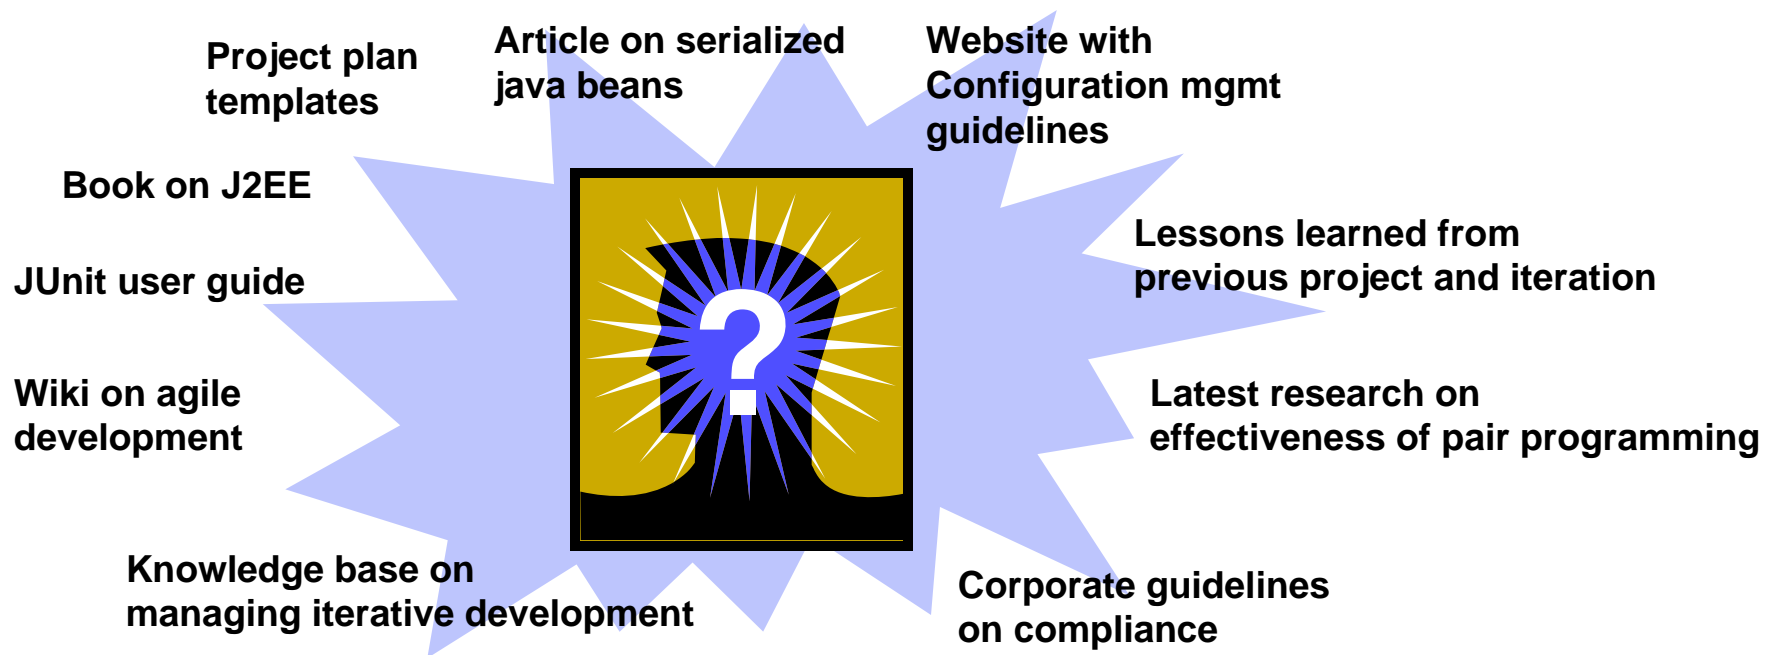 Project plan
templates
Article on serialized
java beans
Website with
Configuration mgmt
guidelines
Book on J2EE
Lessons learned from
previous project and iteration
JUnit user guide
Wiki on agile
development
Latest research on
effectiveness of pair programming
Knowledge base on
managing iterative development
Corporate guidelines
on compliance
?